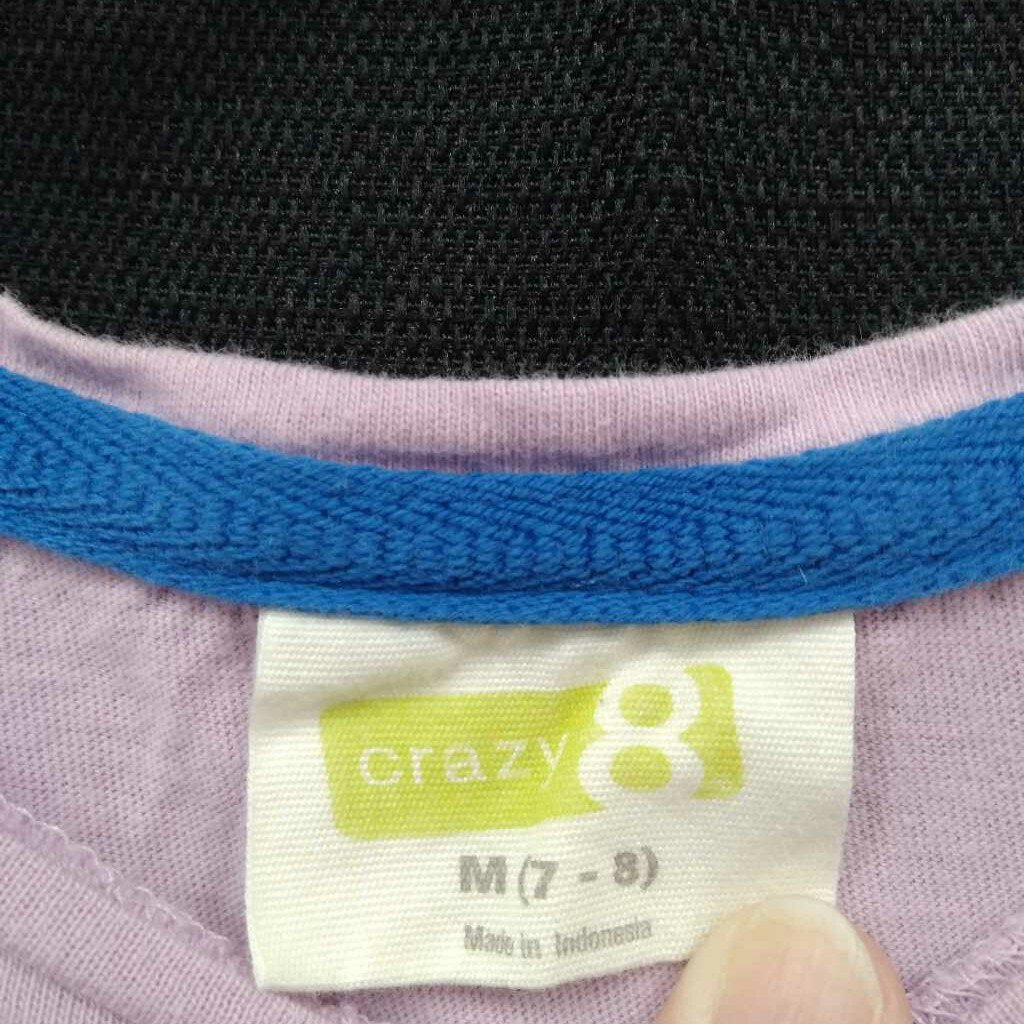 crazy 8
M (7 - 8)
Made in Indonesia